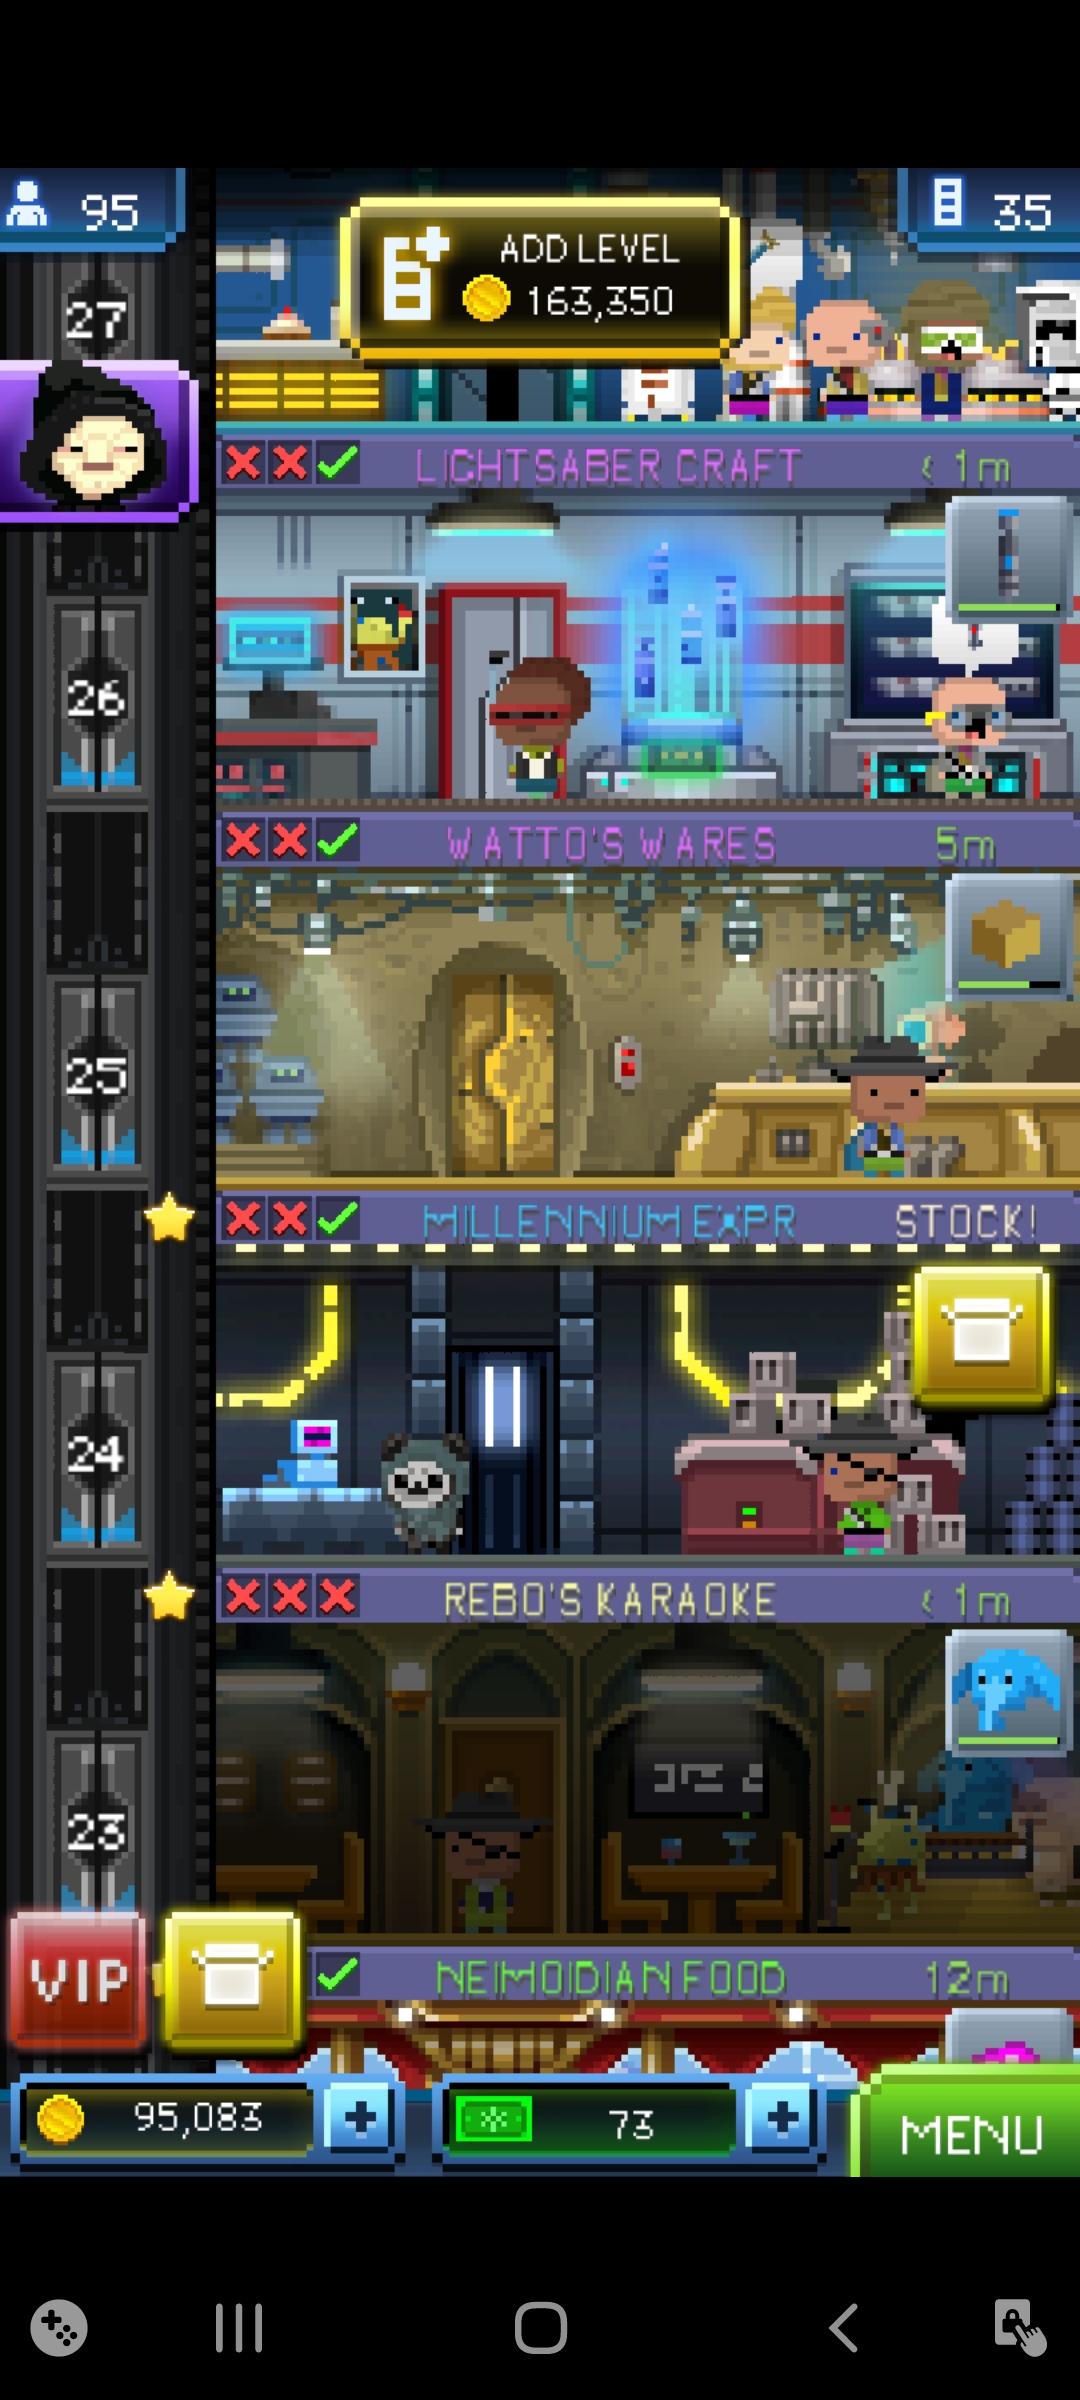 95
ADD LEVEL
163,350
35
27
LIGHTSABER CRAFT
< 1m
26
WATTO'S WARES
5m
25
MILLENNIUM EXPR
STOCK!
24
REBO'S KARAOKE
< 1m
23
VIP
NEIMOIDIAN FOOD
12m
95,083
73
MENU